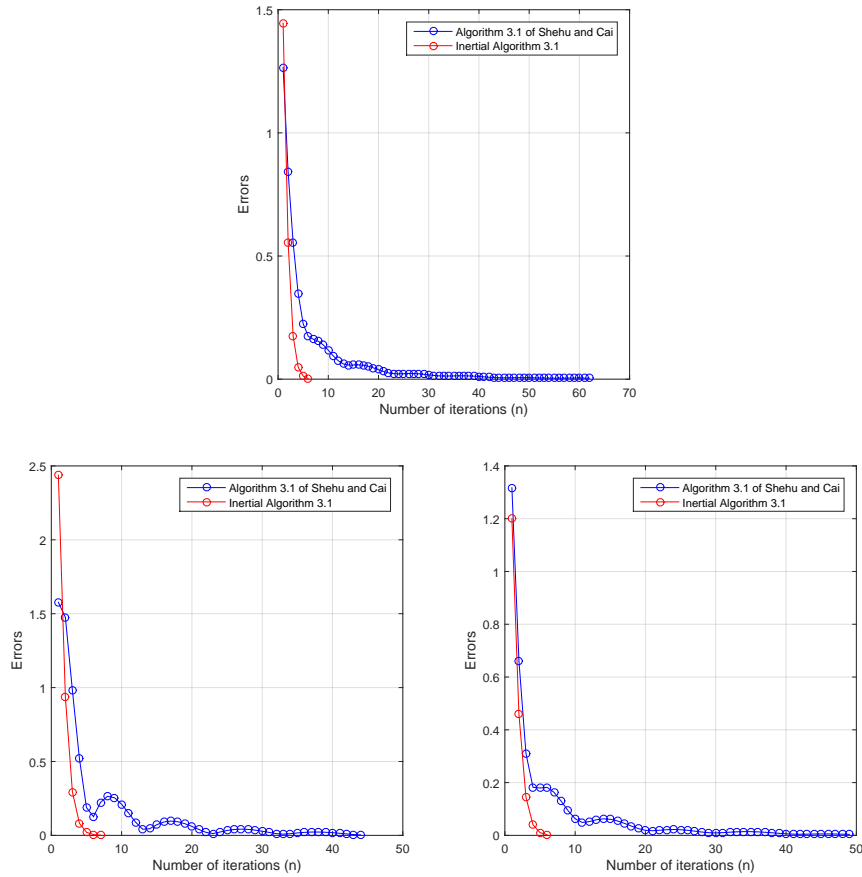 1.5
1
0.5
0
Errors
Algorithm 3.1 of Shehu and Cai
Inertial Algorithm 3.1
0 10 20 30 40 50 60 70
Number of iterations (n)
2.5
2
1.5
1
0.5
0
Errors
Algorithm 3.1 of Shehu and Cai
Inertial Algorithm 3.1
0 10 20 30 40 50
Number of iterations (n)
1.4
1.2
1
0.8
0.6
0.4
0.2
0
Errors
Algorithm 3.1 of Shehu and Cai
Inertial Algorithm 3.1
0 10 20 30 40 50
Number of iterations (n)